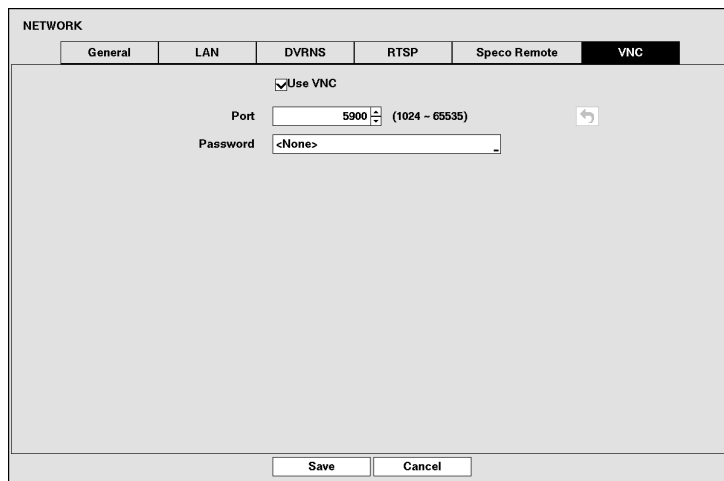 NETWORK
General LAN DVRNS RTSP Speco Remote VNC
Use VNC
Port 5900 (1024 ~ 65535)
Password <None>
Save Cancel